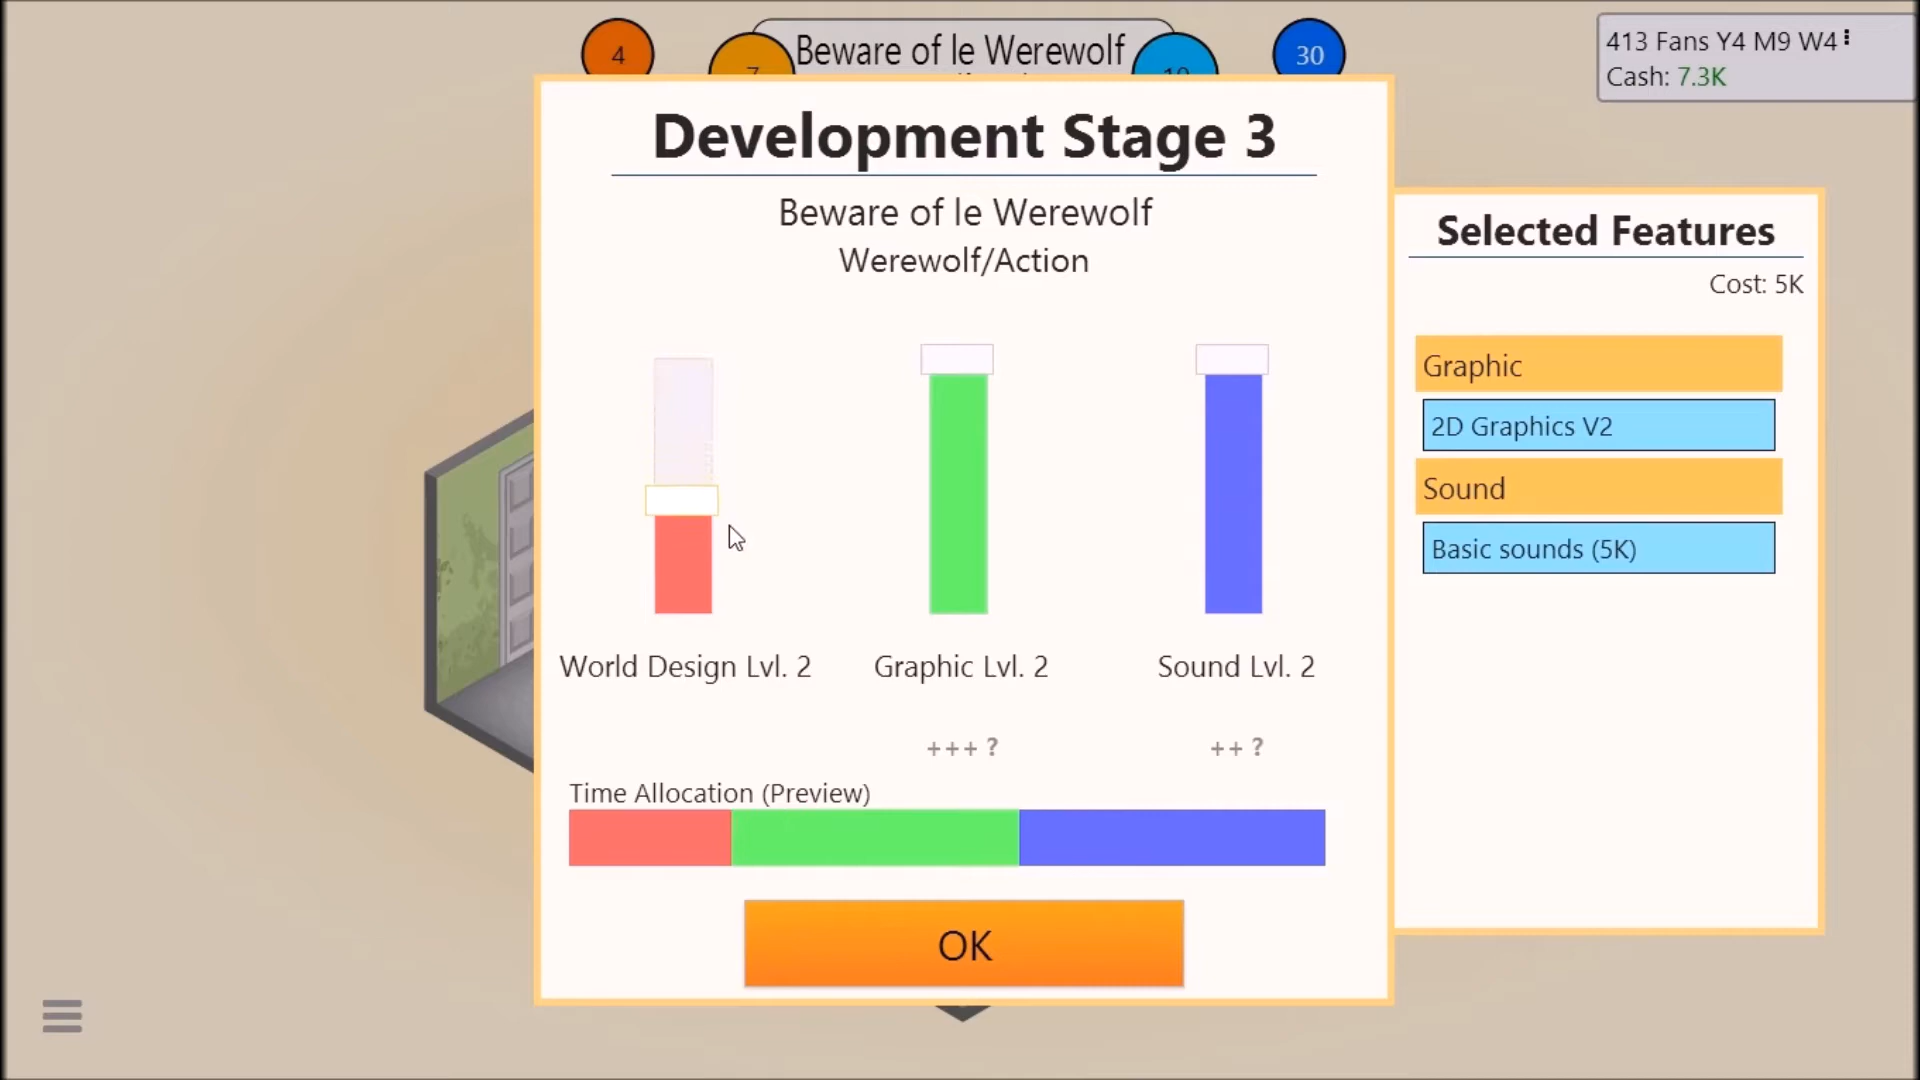 4
7
Beware of le Werewolf
10
30
413 Fans Y4 M9 W4
Cash: 7.3K
Development Stage 3
Beware of le Werewolf
Werewolf/Action
World Design Lvl. 2
Graphic Lvl. 2
Sound Lvl. 2
+++ ?
++ ?
Time Allocation (Preview)
OK
Selected Features
Cost: 5K
Graphic
2D Graphics V2
Sound
Basic sounds (5K)